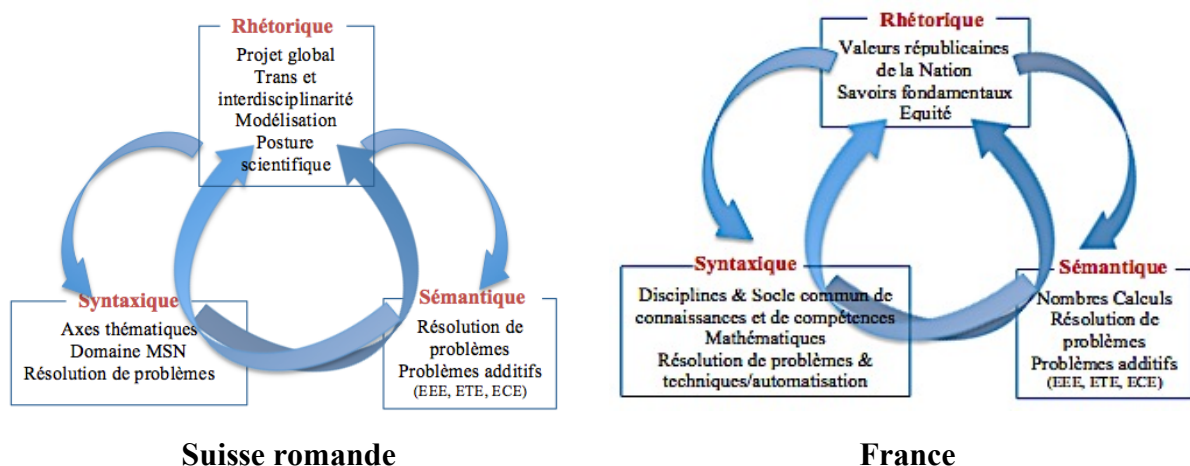 Rhétorique
Projet global
Trans et
interdisciplinarité
Modélisation
Posture
scientifique
Syntaxique
Axes thématiques
Domaine MSN
Résolution de problèmes
Sémantique
Résolution de
problèmes
Problèmes additifs
(EEE, ETE, ECE)
Suisse romande
Rhétorique
Valeurs républicaines
de la Nation
Savoirs fondamentaux
Equité
Syntaxique
Disciplines & Socle commun de
connaissances et de compétences
Mathématiques
Résolution de problèmes &
techniques/automatisation
Sémantique
Nombres Calculs
Résolution de
problèmes
Problèmes additifs
(EEE, ETE, ECE)
France